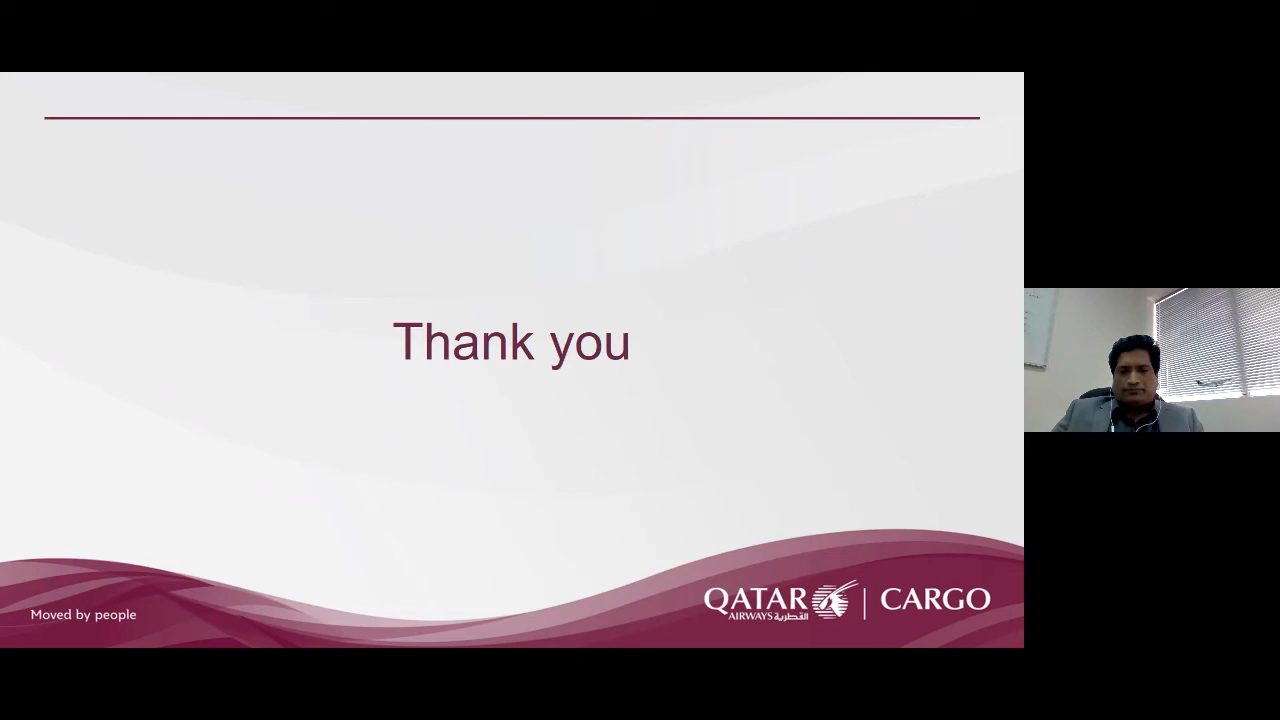 Thank you
Moved by people
QATAR
AIRWAYS القطرية
CARGO